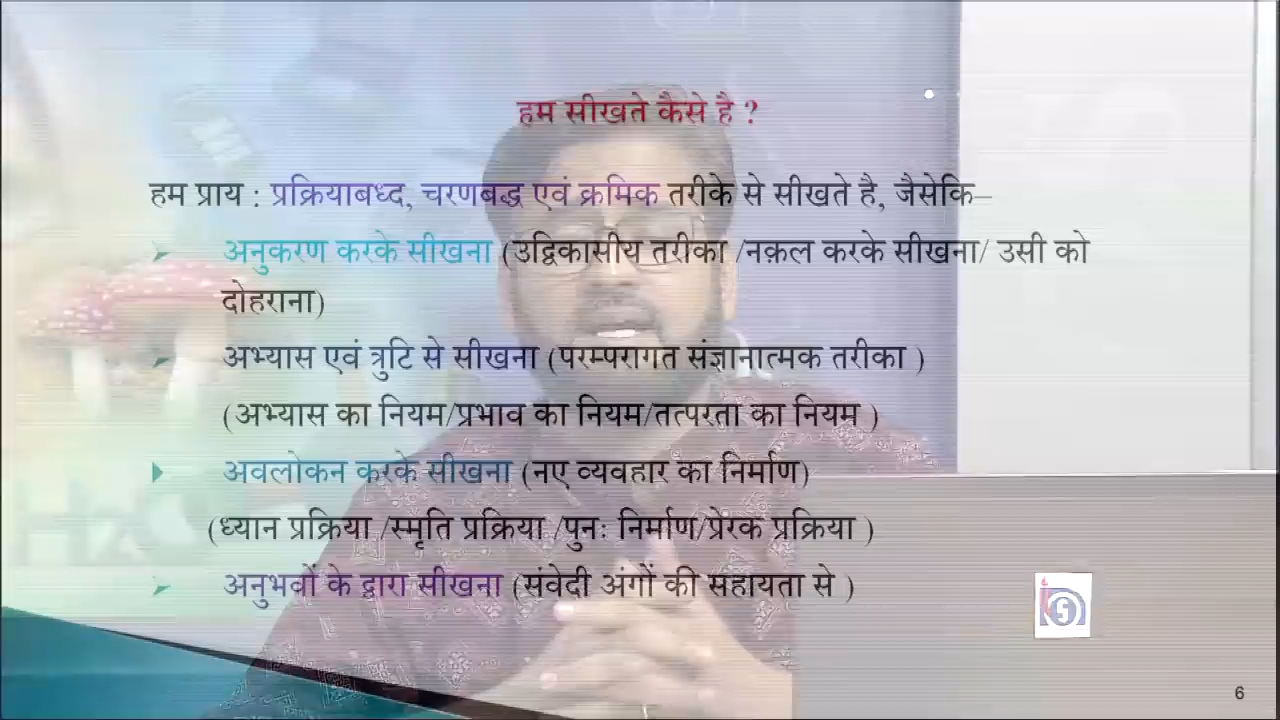 हम सीखते कैसे है ?
हम प्राय : प्रक्रियाबध्द, चरणबद्ध एवं क्रमिक तरीके से सीखते है, जैसेकि–
अनुकरण करके सीखना (उद्विकासीय तरीका /नक़ल करके सीखना/ उसी को
दोहराना)
अभ्यास एवं त्रुटि से सीखना (परम्परागत संज्ञानात्मक तरीका )
(अभ्यास का नियम/प्रभाव का नियम/तत्परता का नियम )
अवलोकन करके सीखना (नए व्यवहार का निर्माण)
(ध्यान प्रक्रिया /स्मृति प्रक्रिया /पुनः निर्माण/प्रेरक प्रक्रिया )
अनुभवों के द्वारा सीखना (संवेदी अंगों की सहायता से )
6